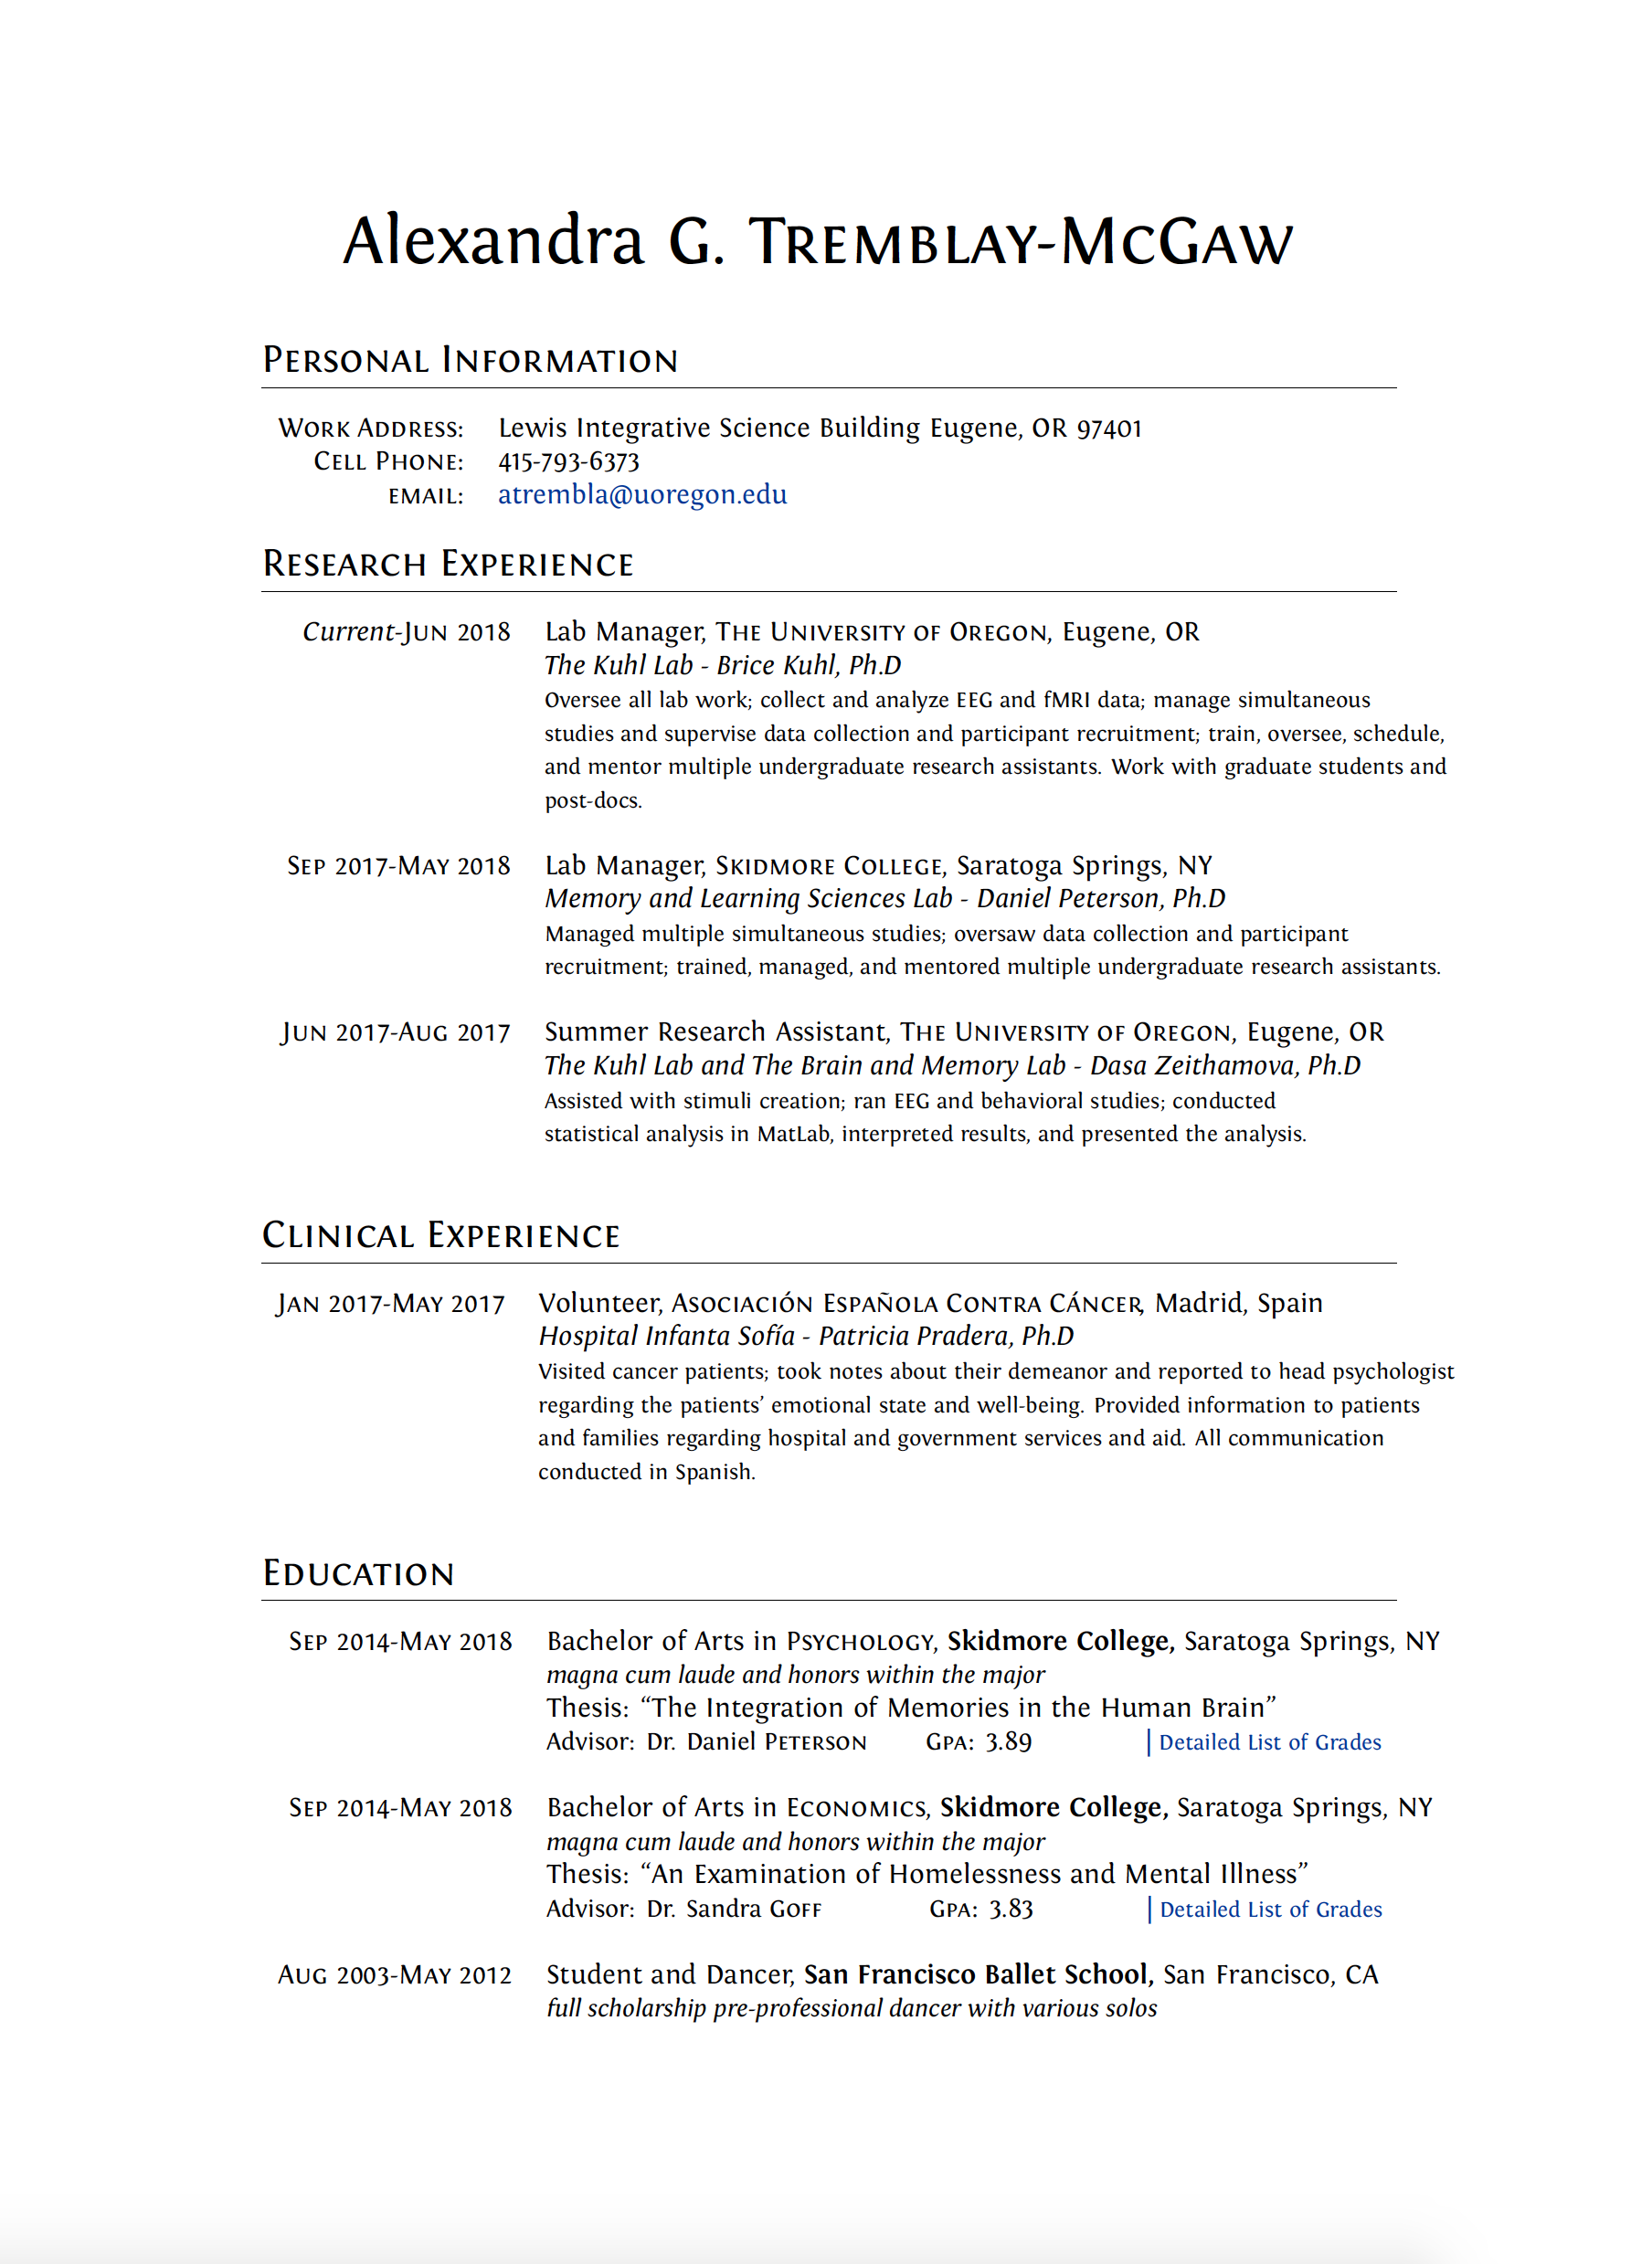 Alexandra G. Tremblay-McGaw
Personal Information
Work Address: Lewis Integrative Science Building Eugene, OR 97401
Cell Phone: 415-793-6373
email: atrembla@uoregon.edu
Research Experience
Current-Jun 2018 Lab Manager, The University of Oregon, Eugene, OR
The Kuhl Lab - Brice Kuhl, Ph.D
Oversee all lab work; collect and analyze EEG and fMRI data; manage simultaneous
studies and supervise data collection and participant recruitment; train, oversee, schedule,
and mentor multiple undergraduate research assistants. Work with graduate students and
post-docs.
Sep 2017-May 2018 Lab Manager, Skidmore College, Saratoga Springs, NY
Memory and Learning Sciences Lab - Daniel Peterson, Ph.D
Managed multiple simultaneous studies; oversaw data collection and participant
recruitment; trained, managed, and mentored multiple undergraduate research assistants.
Jun 2017-Aug 2017 Summer Research Assistant, The University of Oregon, Eugene, OR
The Kuhl Lab and The Brain and Memory Lab - Dasa Zeithamova, Ph.D
Assisted with stimuli creation; ran EEG and behavioral studies; conducted
statistical analysis in MatLab, interpreted results, and presented the analysis.
Clinical Experience
Jan 2017-May 2017 Volunteer, Asociación Española Contra Cáncer, Madrid, Spain
Hospital Infanta Sofía - Patricia Pradera, Ph.D
Visited cancer patients; took notes about their demeanor and reported to head psychologist
regarding the patients’ emotional state and well-being. Provided information to patients
and families regarding hospital and government services and aid. All communication
conducted in Spanish.
Education
Sep 2014-May 2018 Bachelor of Arts in Psychology, Skidmore College, Saratoga Springs, NY
magna cum laude and honors within the major
Thesis: “The Integration of Memories in the Human Brain”
Advisor: Dr. Daniel Peterson Gpa: 3.89 | Detailed List of Grades
Sep 2014-May 2018 Bachelor of Arts in Economics, Skidmore College, Saratoga Springs, NY
magna cum laude and honors within the major
Thesis: “An Examination of Homelessness and Mental Illness”
Advisor: Dr. Sandra Goff Gpa: 3.83 | Detailed List of Grades
Aug 2003-May 2012 Student and Dancer, San Francisco Ballet School, San Francisco, CA
full scholarship pre-professional dancer with various solos